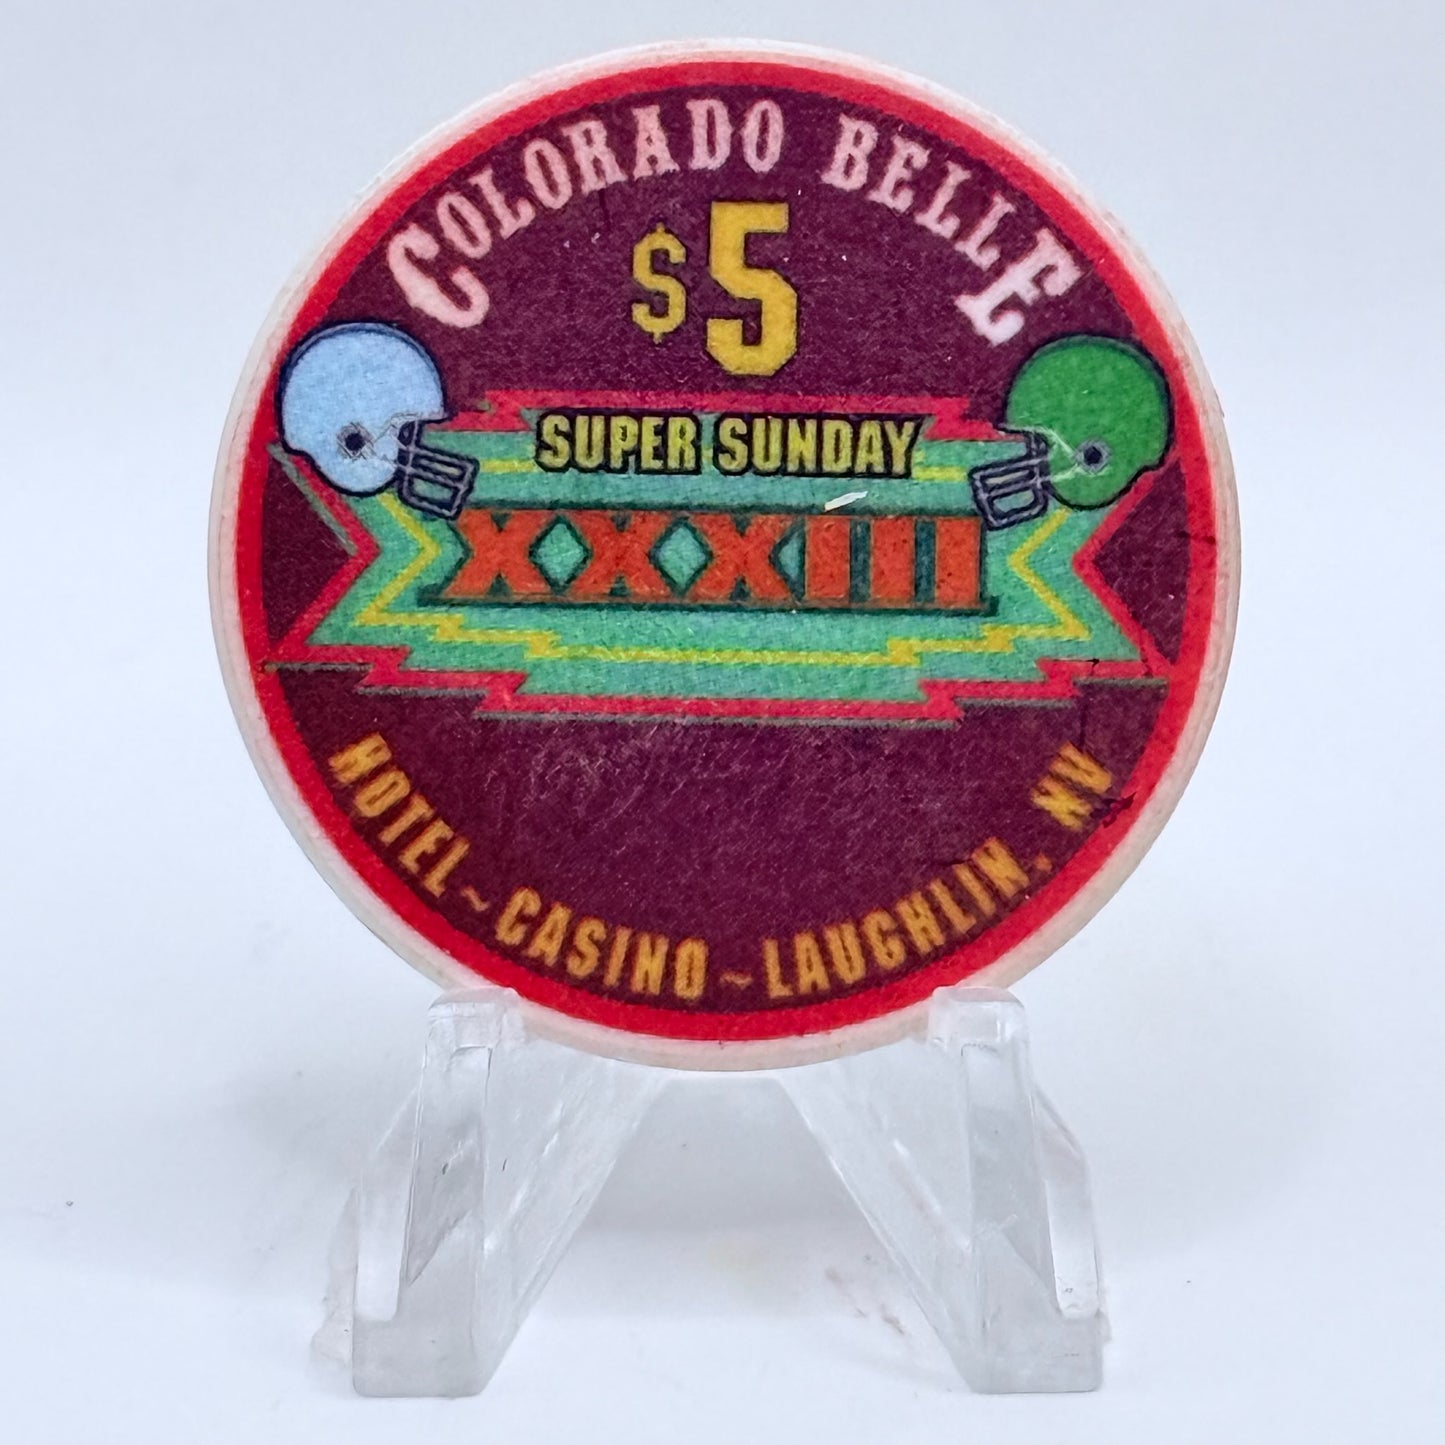 COLORADO BELLE
$5
SUPER SUNDAY
XXXIII
HOTEL~CASINO~LAUGHLIN, NV